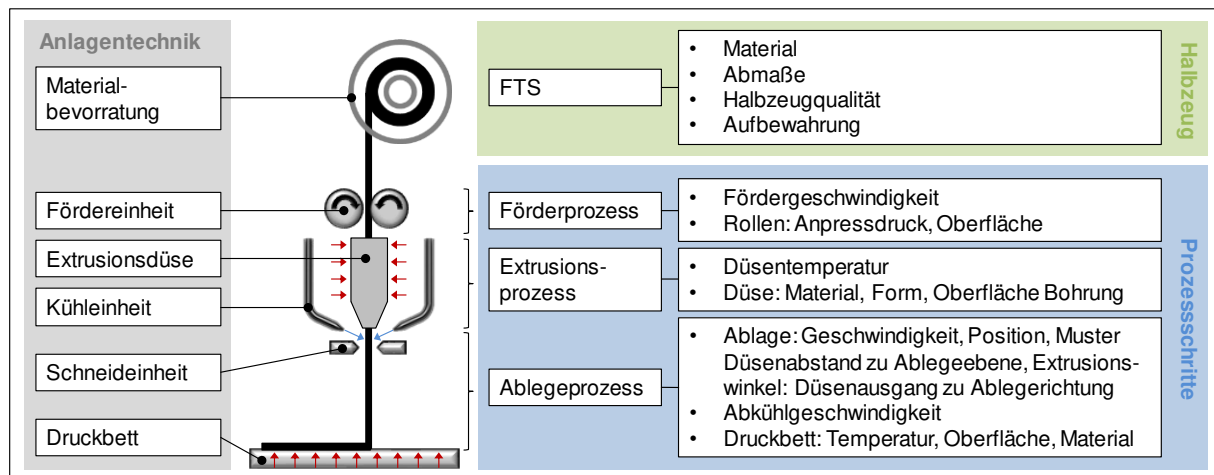 Anlagentechnik
Material-
bevorratung
Fördereinheit
Extrusionsdüse
Kühleinheit
Schneideinheit
Druckbett
FTS
• Material
• Abmaße
• Halbzeugqualität
• Aufbewahrung
Halbzeug
Förderprozess
• Fördergeschwindigkeit
• Rollen: Anpressdruck, Oberfläche
Extrusions-
prozess
• Düsentemperatur
• Düse: Material, Form, Oberfläche Bohrung
Ablegeprozess
• Ablage: Geschwindigkeit, Position, Muster
Düsenabstand zu Ablegeebene, Extrusions-
winkel: Düsenausgang zu Ablegerichtung
• Abkühlgeschwindigkeit
• Druckbett: Temperatur, Oberfläche, Material
Prozessschritte